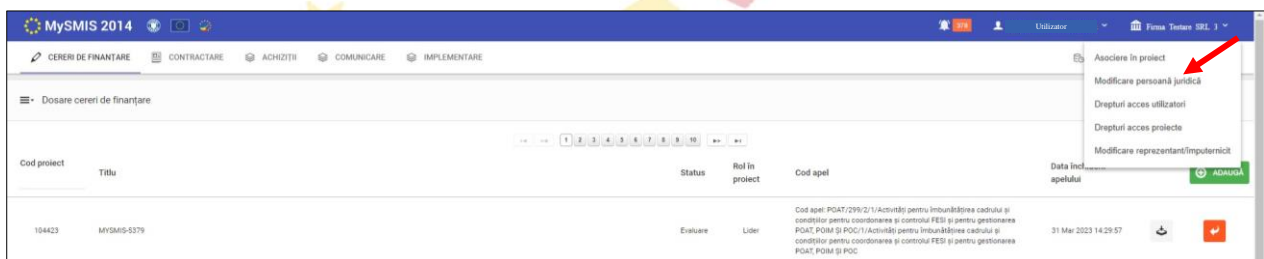 MySMIS 2014
378
Utilizator
Firma Testare SRL 1
CERERI DE FINANȚARE
CONTRACTARE
ACHIZIȚII
COMUNICARE
IMPLEMENTARE
Asociere în proiect
Modificare persoană juridică
Drepturi acces utilizatori
Drepturi acces proiecte
Modificare reprezentant/împuternicit
Dosare cereri de finanțare
1 2 3 4 5 6 7 8 9 10
Cod proiect
Titlu
Status
Rol în
proiect
Cod apel
Data
apelului
ADAUGĂ
104423
MYSMIS-5379
Evaluare
Lider
Cod apel: POAT/299/2/1/Activități pentru îmbunătățirea cadrului și
condițiilor pentru coordonarea și controlul FESI și pentru gestionarea
POAT, POIM ȘI POC/1/Activități pentru îmbunătățirea cadrului și
condițiilor pentru coordonarea și controlul FESI și pentru gestionarea
POAT, POIM ȘI POC
31 Mar 2023 14:29:57